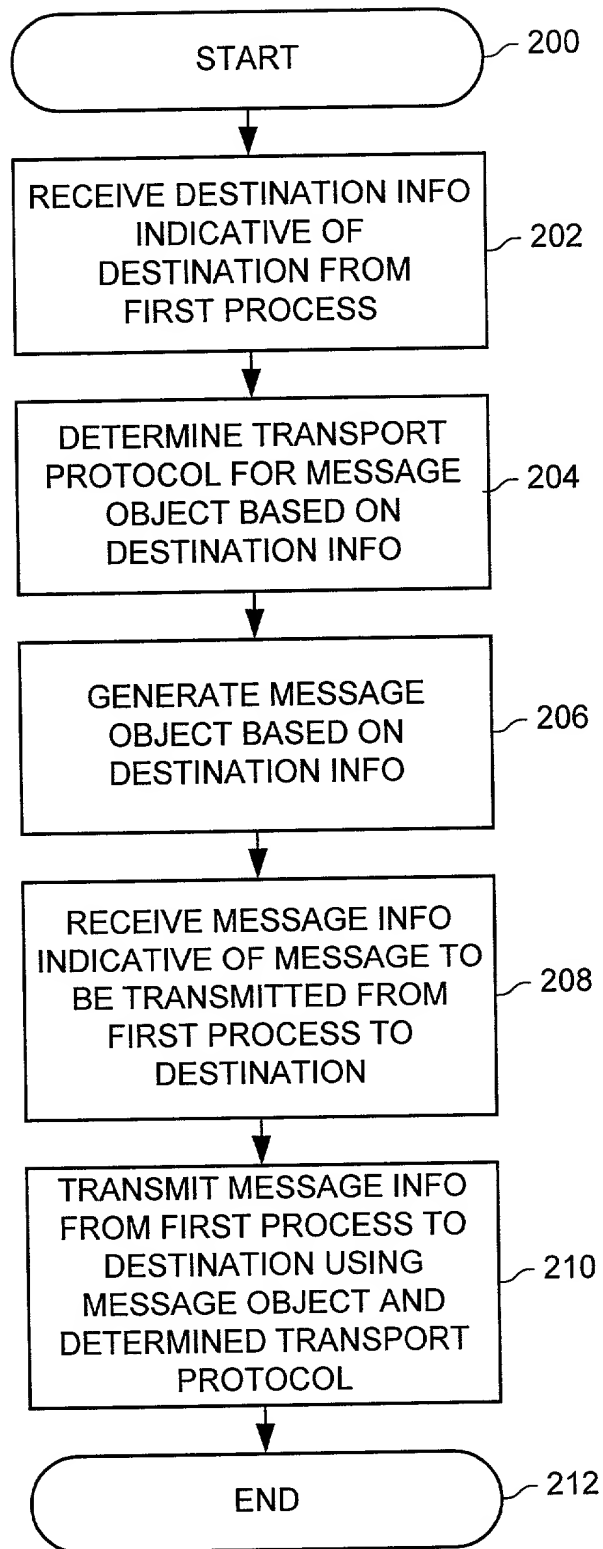 START
200
RECEIVE DESTINATION INFO
INDICATIVE OF
DESTINATION FROM
FIRST PROCESS
202
DETERMINE TRANSPORT
PROTOCOL FOR MESSAGE
OBJECT BASED ON
DESTINATION INFO
204
GENERATE MESSAGE
OBJECT BASED ON
DESTINATION INFO
206
RECEIVE MESSAGE INFO
INDICATIVE OF MESSAGE TO
BE TRANSMITTED FROM
FIRST PROCESS TO
DESTINATION
208
TRANSMIT MESSAGE INFO
FROM FIRST PROCESS TO
DESTINATION USING
MESSAGE OBJECT AND
DETERMINED TRANSPORT
PROTOCOL
210
END
212